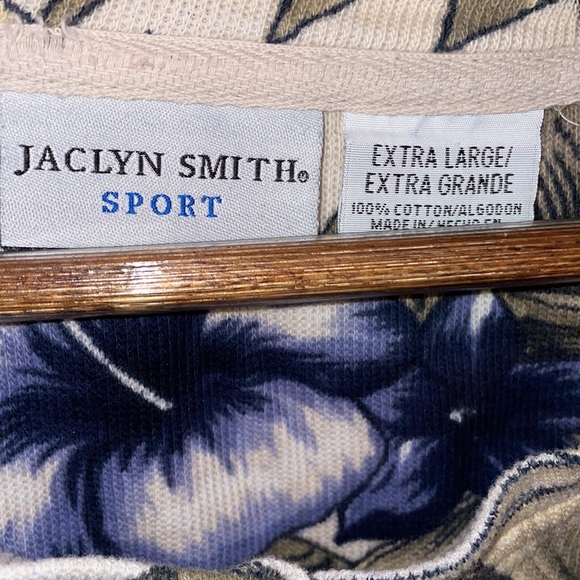 JACLYN SMITH®
SPORT
EXTRA LARGE/
EXTRA GRANDE
100% COTTON/ALGODON
MADE IN/HECHO EN